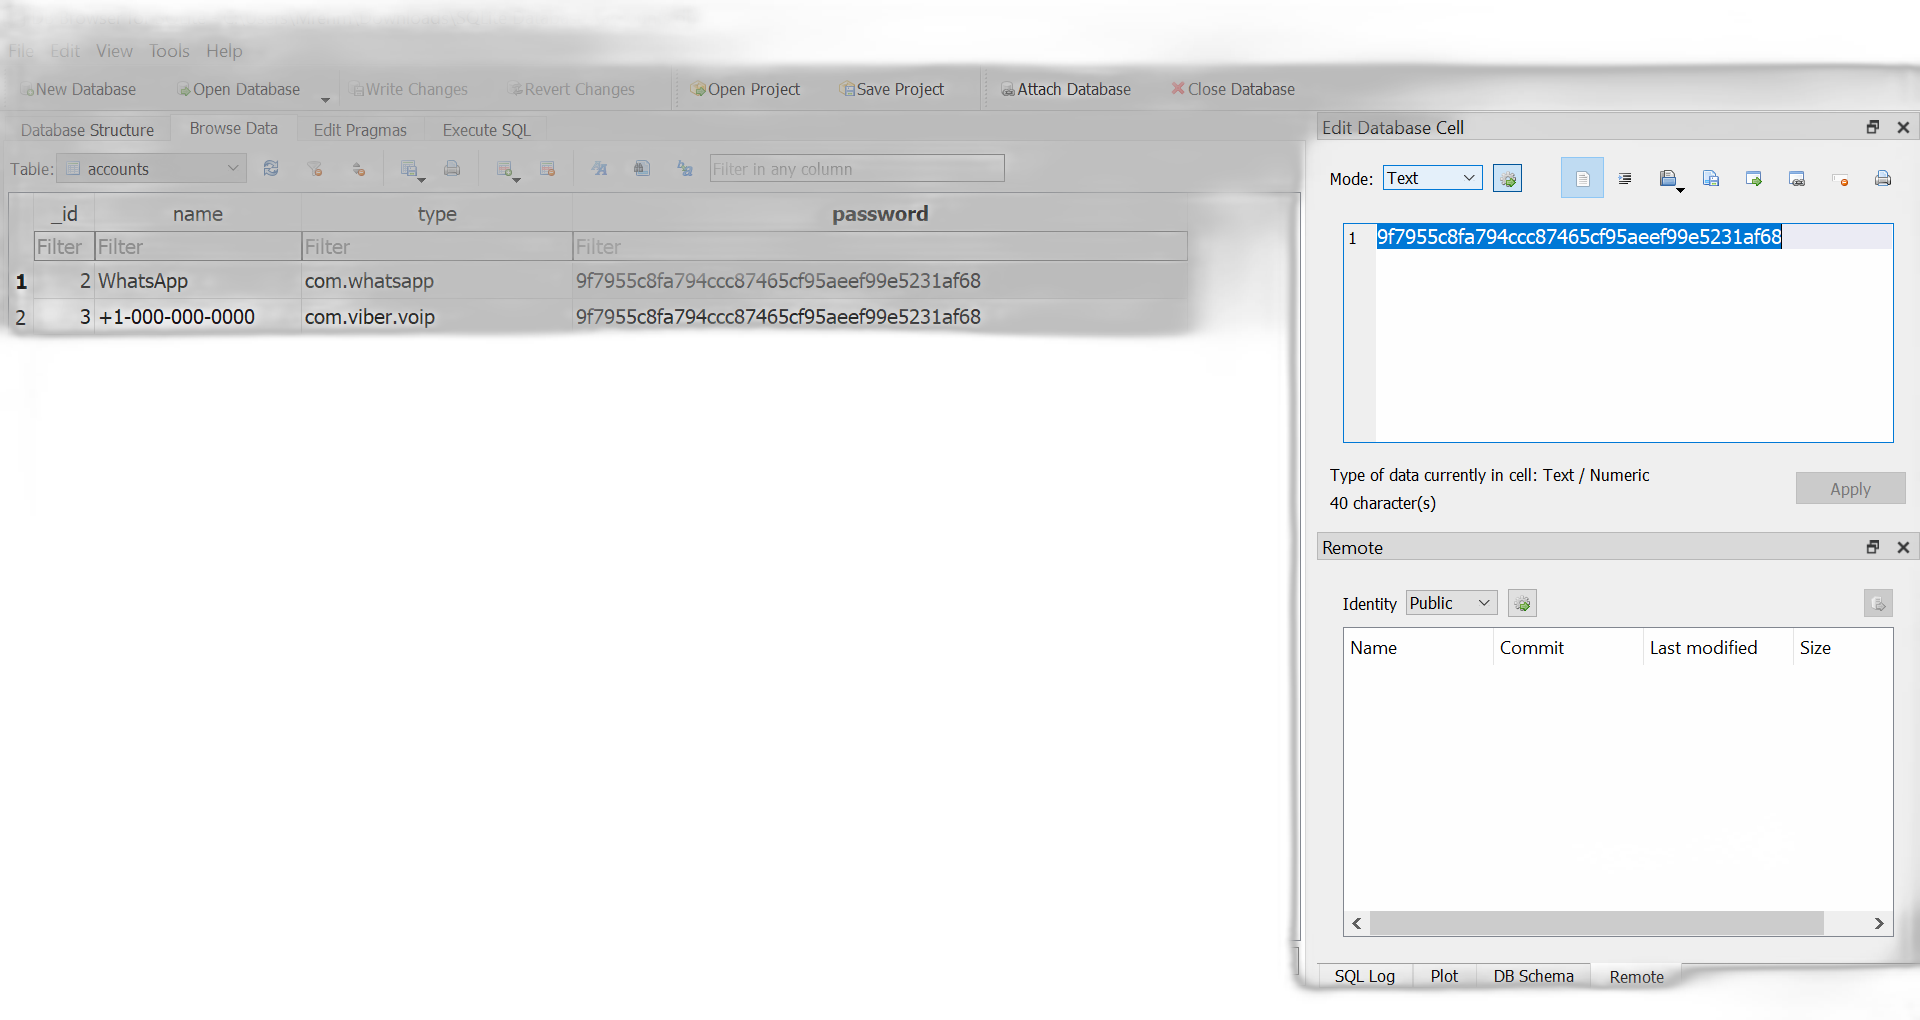 File Edit View Tools Help
New Database Open Database Write Changes Revert Changes Open Project Save Project Attach Database Close Database
Database Structure Browse Data Edit Pragmas Execute SQL
Table: accounts Filter in any column
_id name type password
Filter Filter Filter Filter
1 2 WhatsApp com.whatsapp 9f7955c8fa794ccc87465cf95aeef99e5231af68
2 3 +1-000-000-0000 com.viber.voip 9f7955c8fa794ccc87465cf95aeef99e5231af68
Edit Database Cell
Mode: Text
1 9f7955c8fa794ccc87465cf95aeef99e5231af68
Type of data currently in cell: Text / Numeric
40 character(s)
Apply
Remote
Identity Public
Name Commit Last modified Size
SQL Log Plot DB Schema Remote